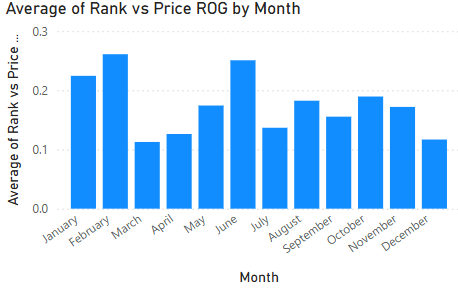 Average of Rank vs Price ROG by Month
Average of Rank vs Price ...
0.3
0.2
0.1
0.0
January
February
March
April
May
June
July
August
September
October
November
December
Month